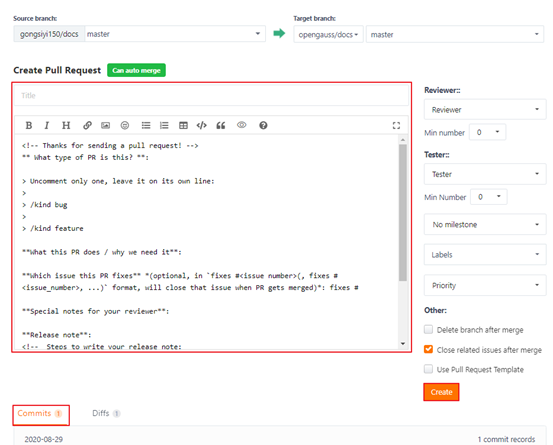 Source branch:
Target branch:
gongsiyi150/docs
master
opengauss/docs
master
Create Pull Request
Can auto merge
Title
<!-- Thanks for sending a pull request! -->
** What type of PR is this? **:
> Uncomment only one, leave it on its own line:
>
> /kind bug
>
> /kind feature
**What this PR does / why we need it**:
**Which issue this PR fixes** *(optional, in `fixes #<issue number>(, fixes #
<issue_number>, ...)` format, will close that issue when PR gets merged)*: fixes #
**Special notes for your reviewer**:
**Release note**:
<!--  Steps to write your release note:
Reviewer::
Reviewer
Min number
0
Tester::
Tester
Min Number
0
No milestone
Labels
Priority
Other:
Delete branch after merge
Close related issues after merge
Use Pull Request Template
Create
Commits 1
Diffs 1
2020-08-29
1 commit records